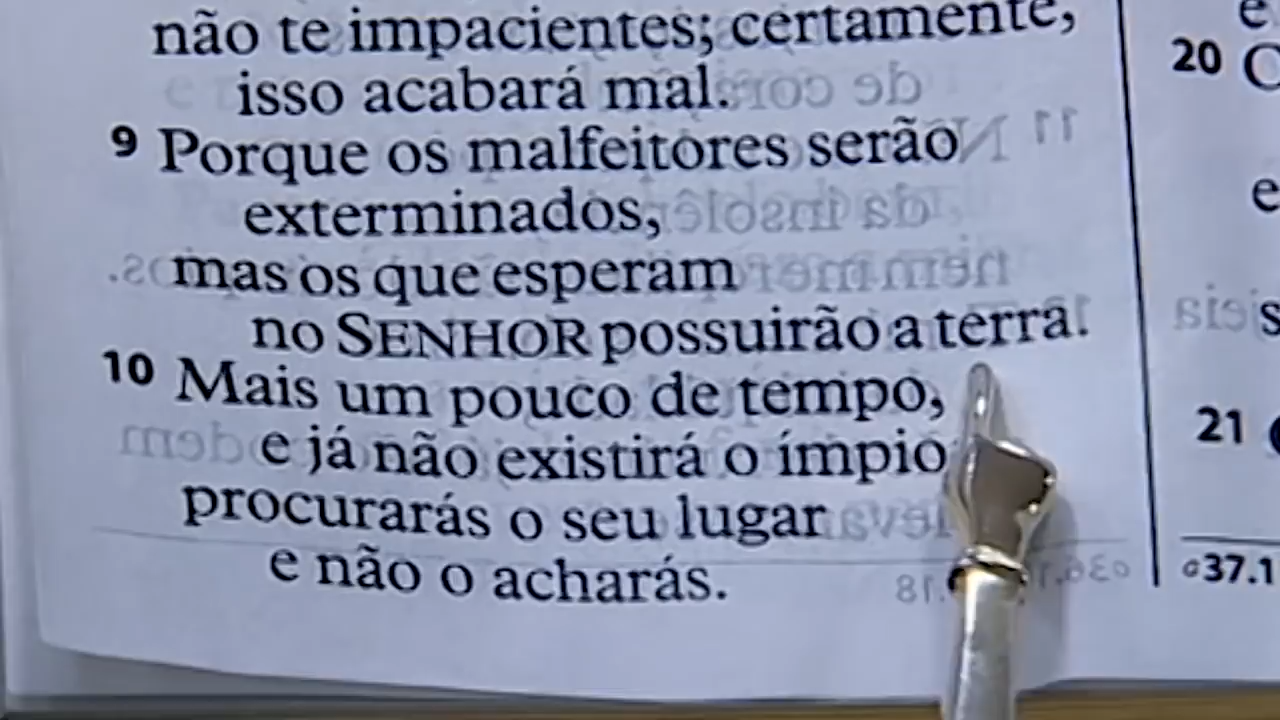 não te impacientes; certamente,
isso acabará mal.
9 Porque os malfeitores serão
exterminados,
mas os que esperam
no SENHOR possuirão a terra.
10 Mais um pouco de tempo,
e já não existirá o ímpio
procurarás o seu lugar
e não o acharás.
20
21
37.1